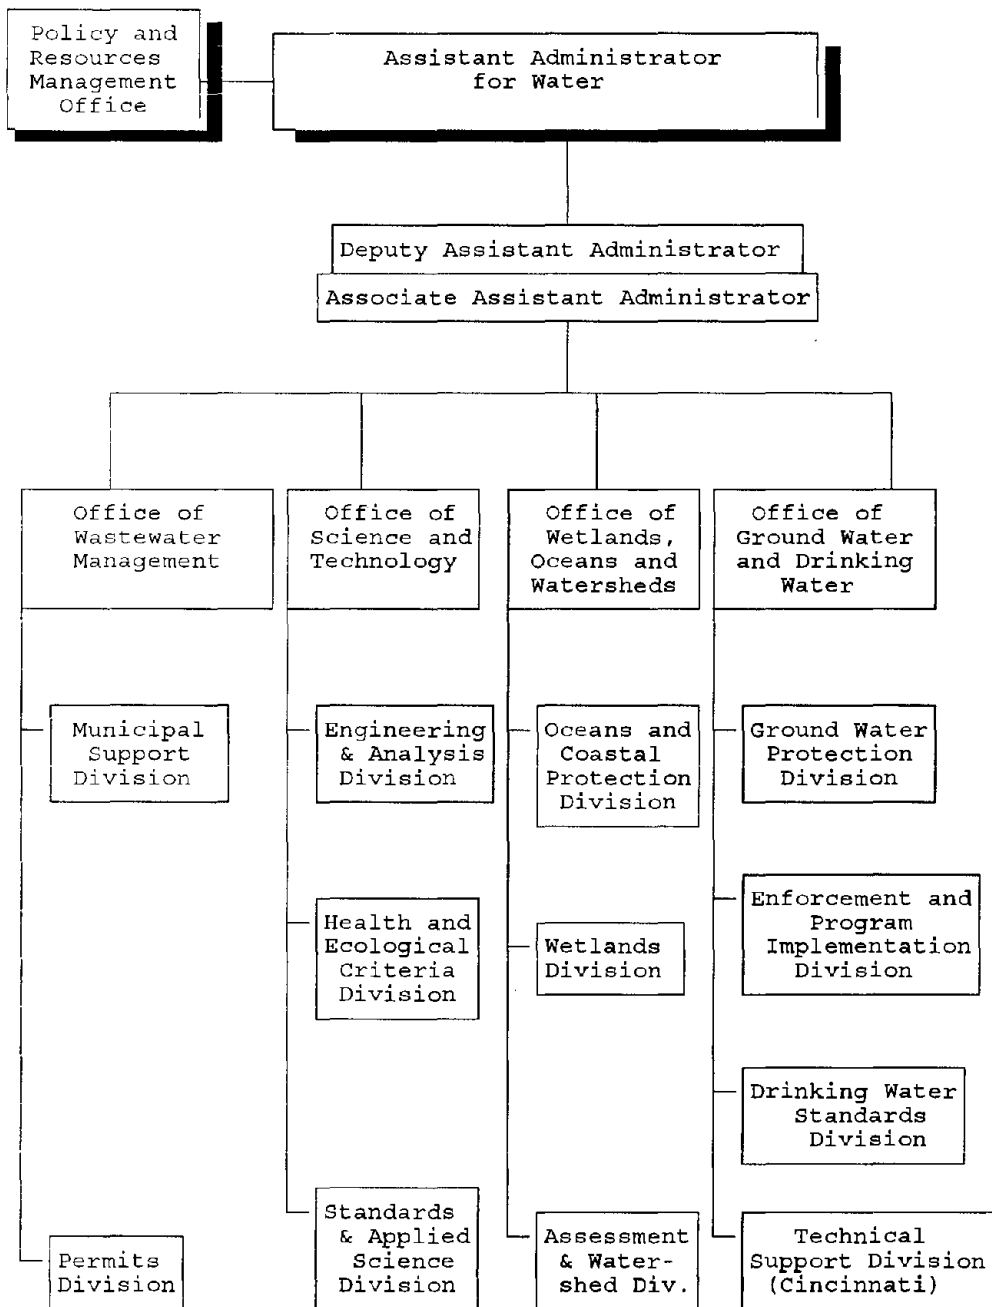 Policy and
Resources
Management
Office
Assistant Administrator
for Water
Deputy Assistant Administrator
Associate Assistant Administrator
Office of
Wastewater
Management
Office of
Science and
Technology
Office of
Wetlands,
Oceans and
Watersheds
Office of
Ground Water
and Drinking
Water
Municipal
Support
Division
Engineering
& Analysis
Division
Oceans and
Coastal
Protection
Division
Ground Water
Protection
Division
Health and
Ecological
Criteria
Division
Wetlands
Division
Enforcement and
Program
Implementation
Division
Drinking Water
Standards
Division
Permits
Division
Standards
& Applied
Science
Division
Assessment
& Water-
shed Div.
Technical
Support Division
(Cincinnati)